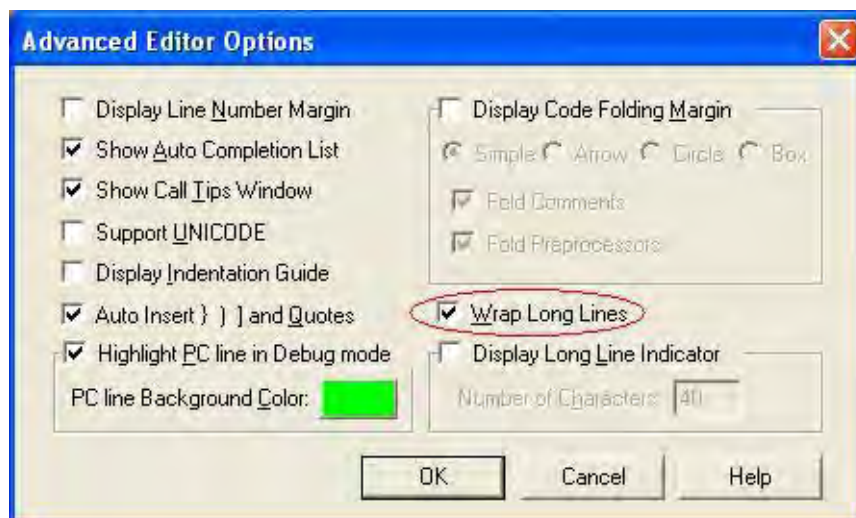 Advanced Editor Options
Display Line Number Margin
Show Auto Completion List
Show Call Tips Window
Support UNICODE
Display Indentation Guide
Auto Insert } ) ] and Quotes
Highlight PC line in Debug mode
PC line Background Color:
Display Code Folding Margin
Simple Arrow Circle Box
Fold Comments
Fold Preprocessors
Wrap Long Lines
Display Long Line Indicator
Number of Characters: 40
OK Cancel Help